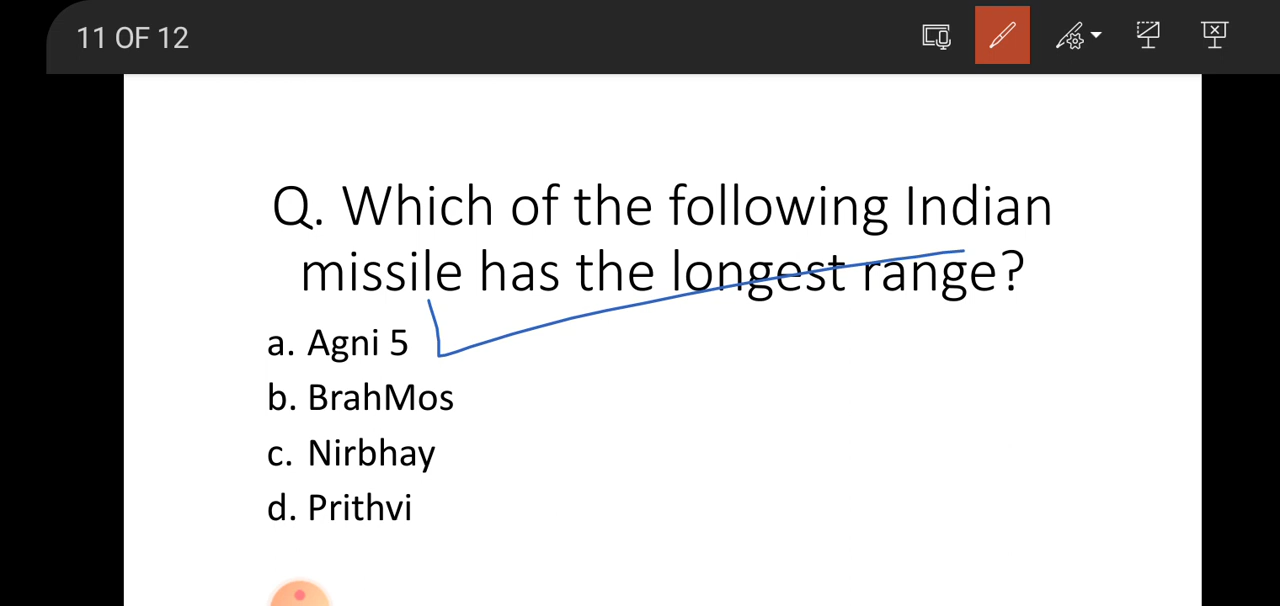 11 OF 12
Q. Which of the following Indian
missile has the longest range?
a. Agni 5
b. BrahMos
c. Nirbhay
d. Prithvi